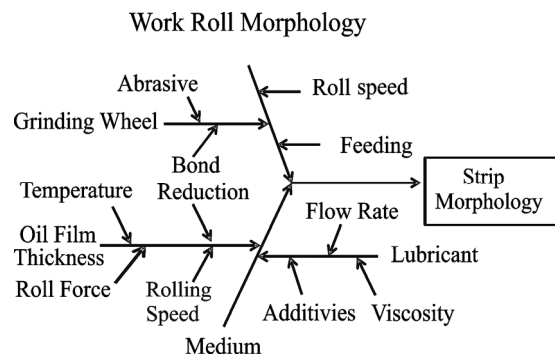 Work Roll Morphology
Abrasive
Roll speed
Grinding Wheel
Bond
Feeding
Reduction
Temperature
Strip
Morphology
Flow Rate
Oil Film
Thickness
Lubricant
Roll Force
Rolling
Speed
Additivies
Viscosity
Medium